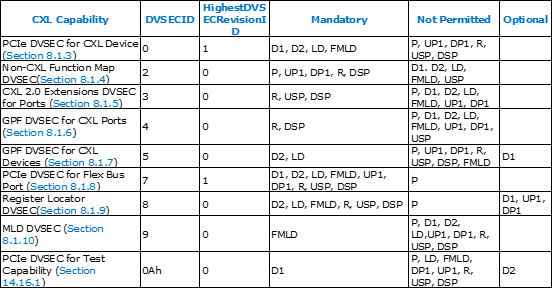 CXL Capability DVSECID HighestDVSECRevisionID Mandatory Not Permitted Optional
PCIe DVSEC for CXL Device (Section 8.1.3) 0 1 D1, D2, LD, FMLD P, UP1, DP1, R, USP, DSP
Non-CXL Function Map DVSEC(Section 8.1.4) 2 0 P, UP1, DP1, R, DSP D1. D2, LD, FMLD, USP
CXL 2.0 Extensions DVSEC for Ports (Section 8.1.5) 3 0 R, USP, DSP P, D1, D2, LD, FMLD, UP1, DP1
GPF DVSEC for CXL Ports (Section 8.1.6) 4 0 R, DSP P, D1, D2, LD, FMLD, UP1, DP1, USP
GPF DVSEC for CXL Devices (Section 8.1.7) 5 0 D2, LD P, UP1, DP1, R, USP, DSP, FMLD D1
PCIe DVSEC for Flex Bus Port (Section 8.1.8) 7 1 D1, D2, LD, FMLD, UP1, DP1, R, USP, DSP P
Register Locator DVSEC(Section 8.1.9) 8 0 D2, LD, FMLD, R, USP, DSP P D1, UP1, DP1
MLD DVSEC (Section 8.1.10) 9 0 FMLD P, D1, D2, LD,UP1, DP1, R, USP, DSP
PCIe DVSEC for Test Capability (Section 14.16.1) 0Ah 0 D1 P, LD, FMLD, DP1, UP1, R, USP, DSP D2